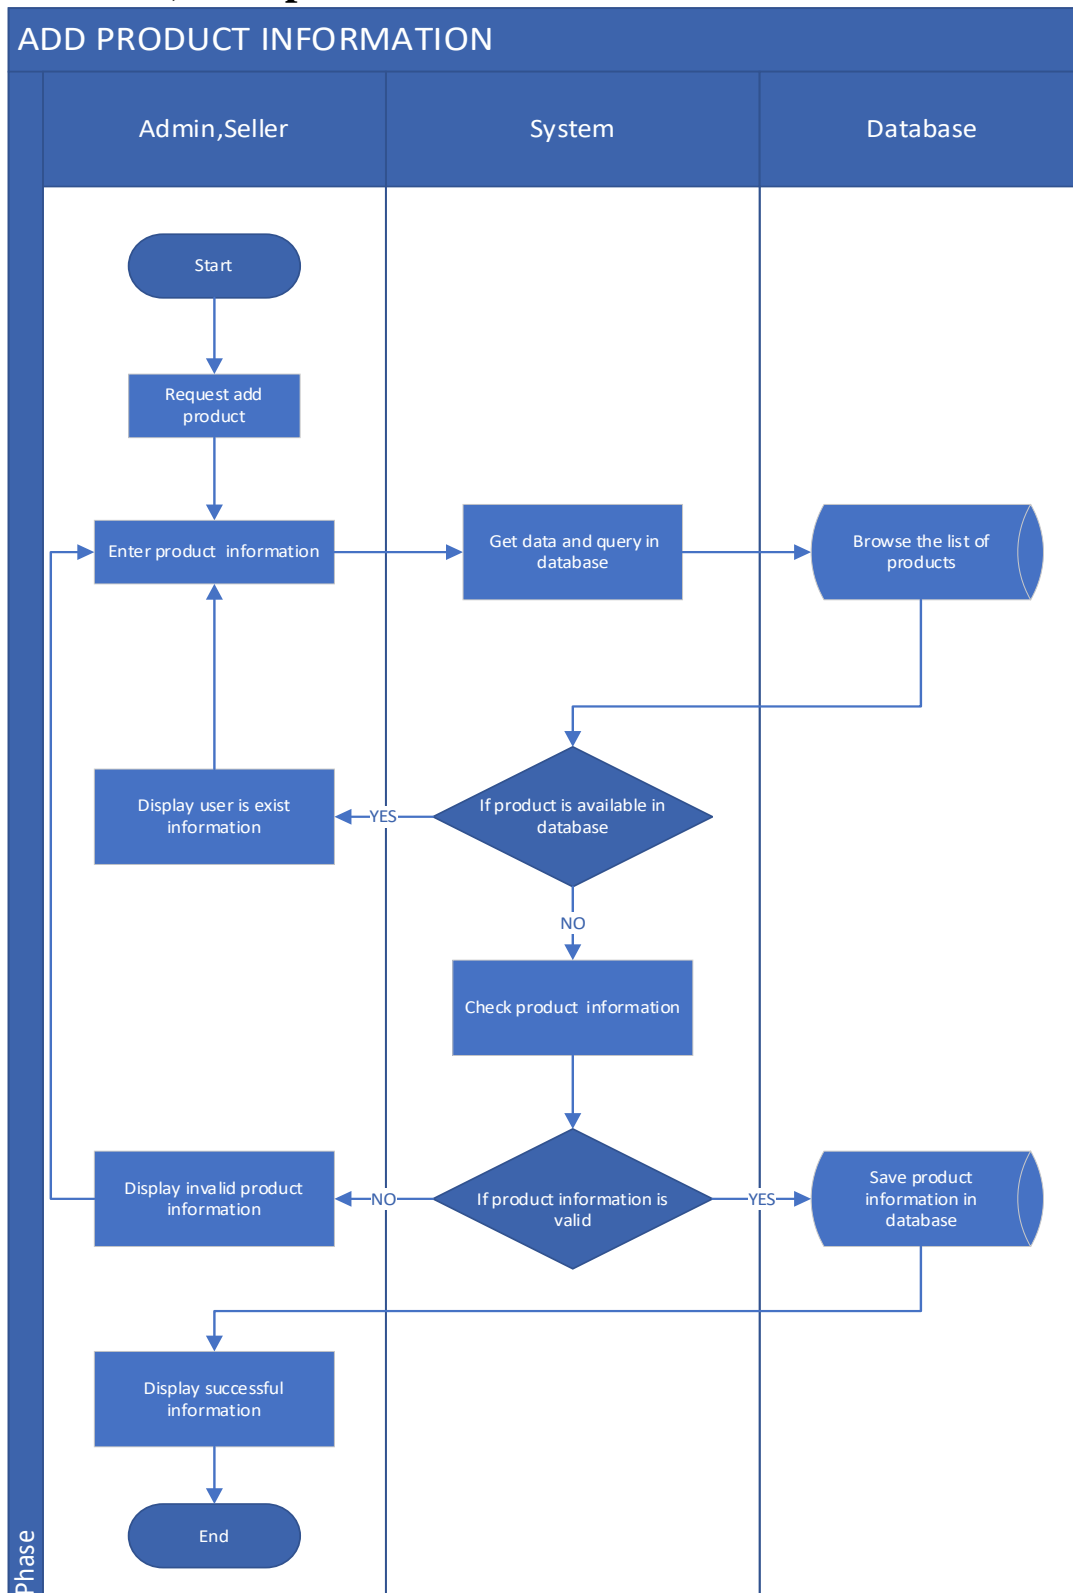 ADD PRODUCT INFORMATION
Admin,Seller
System
Database
Start
Request add
product
Enter product information
Get data and query in
database
Browse the list of
products
Display user is exist
information
YES
If product is available in
database
NO
Check product information
Display invalid product
information
NO
If product information is
valid
YES
Save product
information in
database
Display successful
information
End
Phase